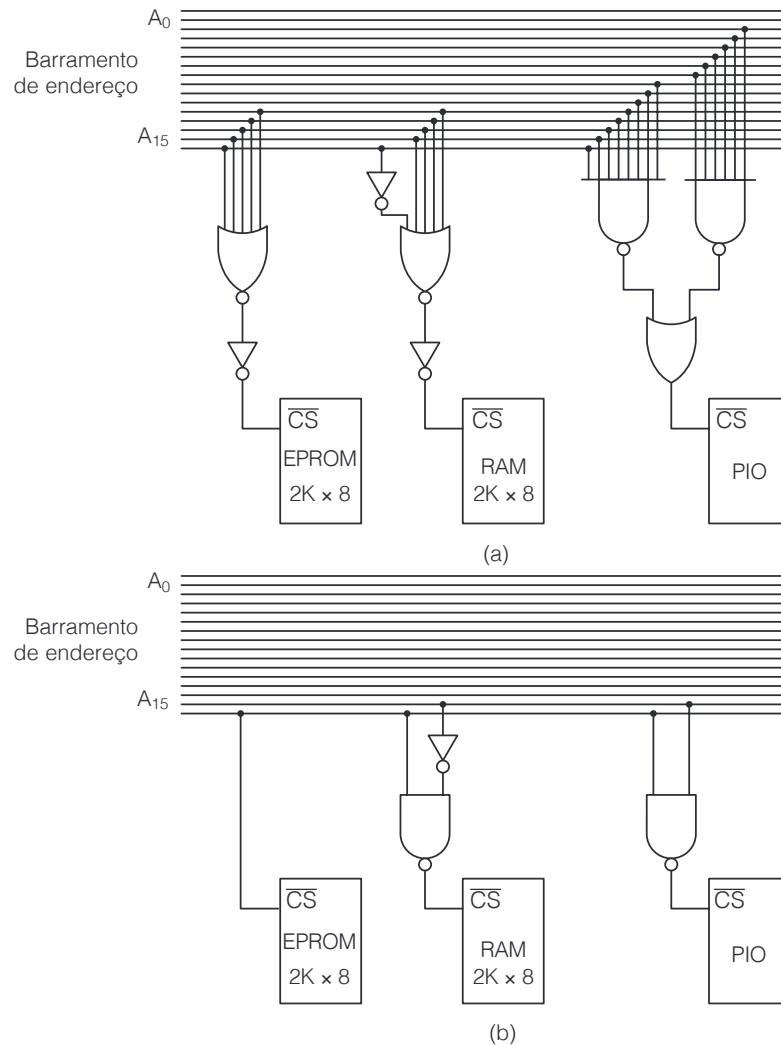 A0
Barramento
de endereço
A15
CS
EPROM
2K × 8
CS
RAM
2K × 8
CS
PIO
(a)
A0
Barramento
de endereço
A15
CS
EPROM
2K × 8
CS
RAM
2K × 8
CS
PIO
(b)